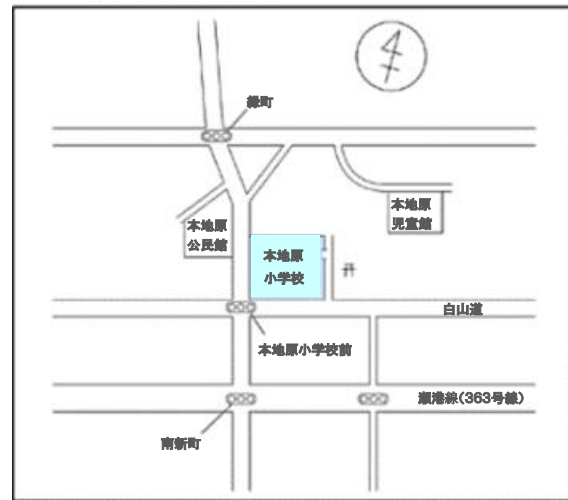 緑町
本地原
児童館
本地原
公民館
本地原
小学校
白山道
本地原小学校前
瀬港線(363号線)
南新町